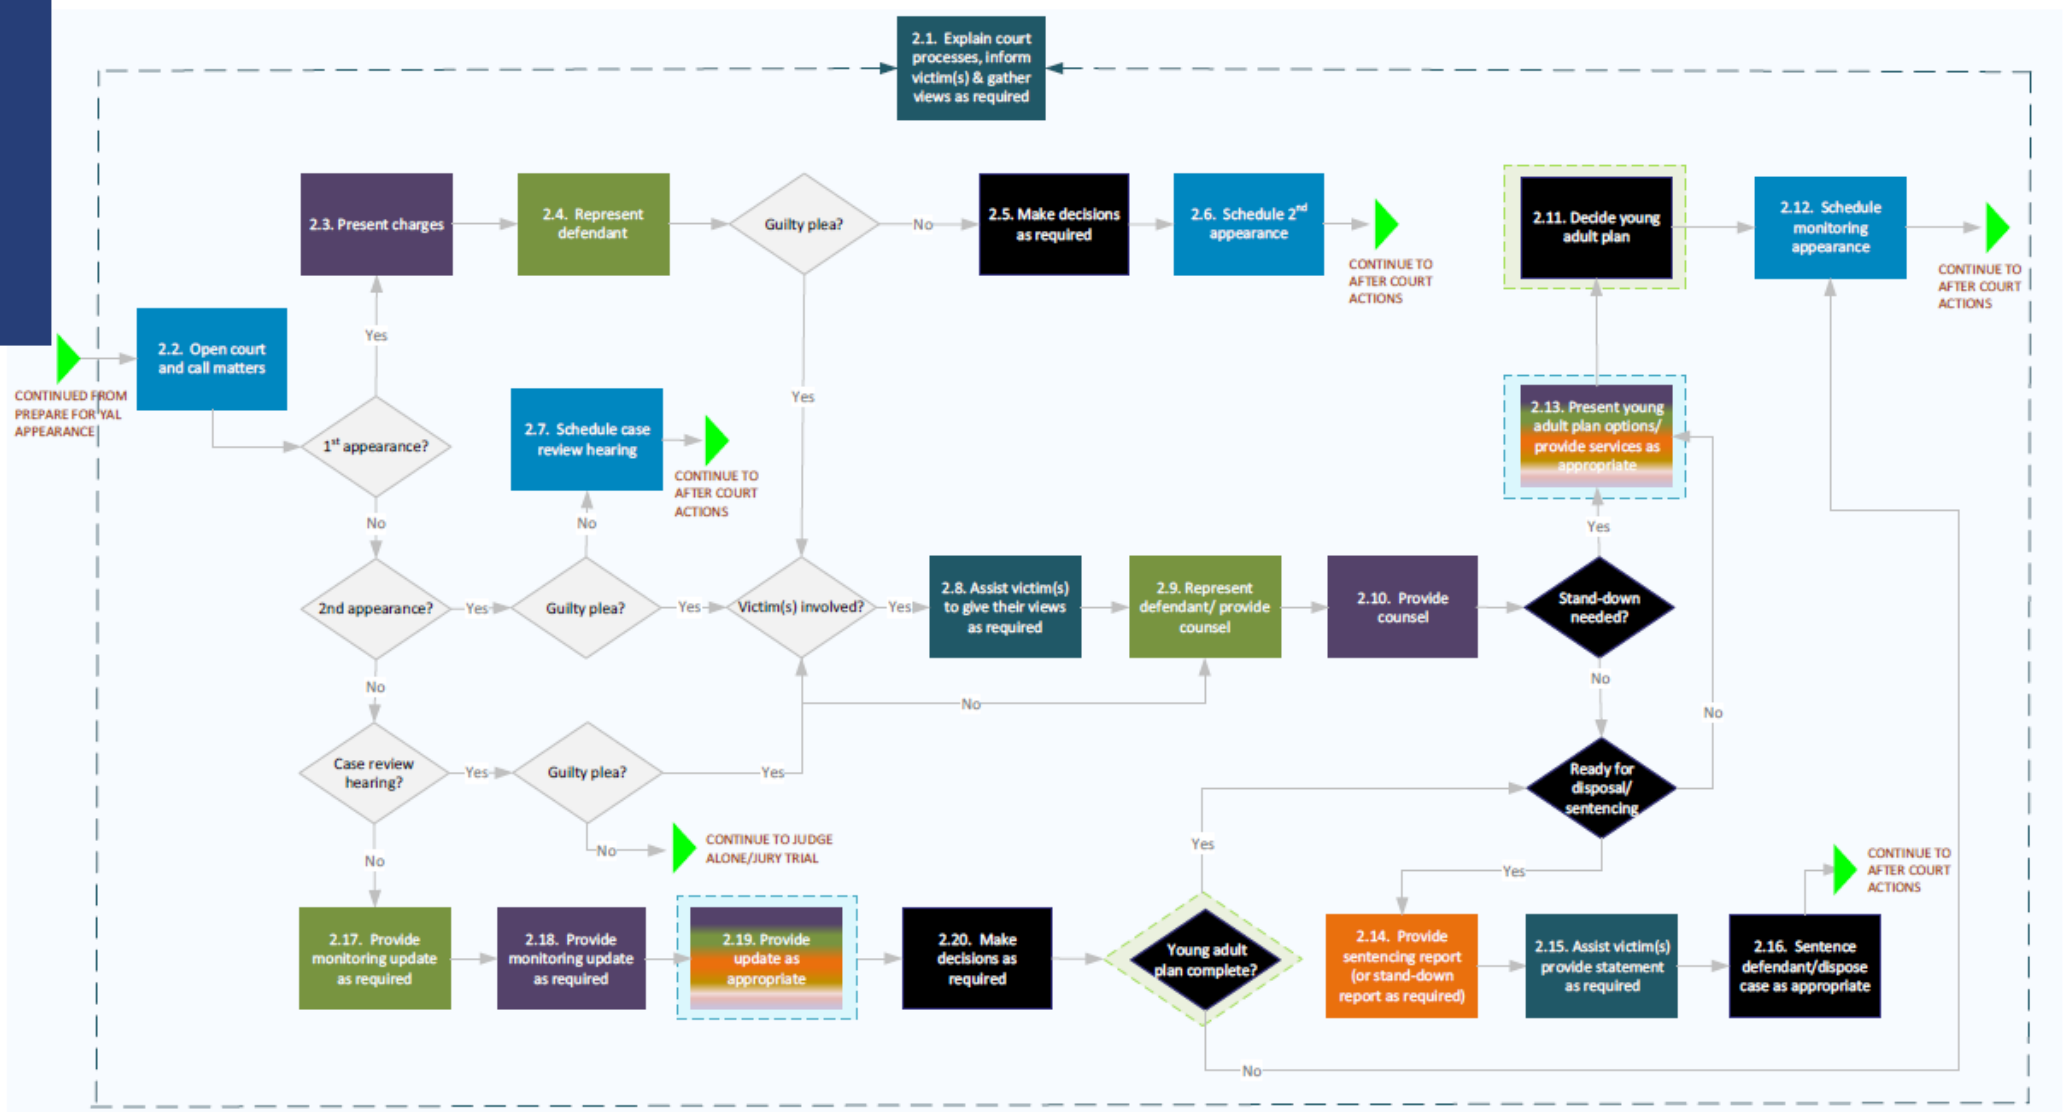 2.1. Explain court
processes, inform
victim(s) & gather
views as required
2.3. Present charges
2.4. Represent
defendant
Guilty plea?
No
2.5. Make decisions
as required
2.6. Schedule 2nd
appearance
CONTINUE TO
AFTER COURT
ACTIONS
2.11. Decide young
adult plan
2.12. Schedule
monitoring
appearance
CONTINUE TO
AFTER COURT
ACTIONS
Yes
2.2. Open court
and call matters
CONTINUED FROM
PREPARE FOR YAL
APPEARANCE
1st appearance?
Yes
2.7. Schedule case
review hearing
CONTINUE TO
AFTER COURT
ACTIONS
2.13. Present young
adult plan options/
provide services as
appropriate
No
No
Yes
2nd appearance?
Yes
Guilty plea?
Yes
Victim(s) involved?
Yes
2.8. Assist victim(s)
to give their views
as required
2.9. Represent
defendant/ provide
counsel
2.10. Provide
counsel
Stand-down
needed?
No
No
No
No
Case review
hearing?
Yes
Guilty plea?
Yes
Ready for
disposal/
sentencing
No
No
CONTINUE TO JUDGE
ALONE/JURY TRIAL
Yes
Yes
CONTINUE TO
AFTER COURT
ACTIONS
2.17. Provide
monitoring update
as required
2.18. Provide
monitoring update
as required
2.19. Provide
update as
appropriate
2.20. Make
decisions as
required
Young adult
plan complete?
2.14. Provide
sentencing report
(or stand-down
report as required)
2.15. Assist victim(s)
provide statement
as required
2.16. Sentence
defendant/dispose
case as appropriate
No